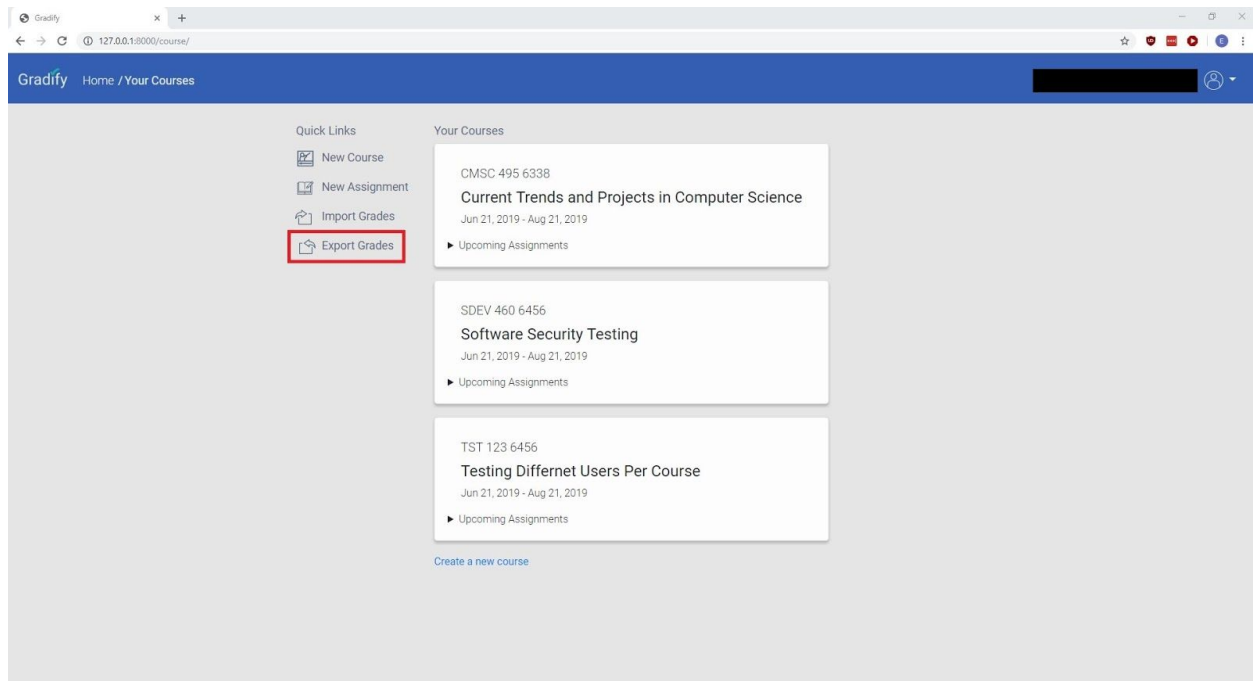 Gradify
127.0.0.1:8000/course/
E
Gradify Home / Your Courses
Quick Links
New Course
New Assignment
Import Grades
Export Grades
Your Courses
CMSC 495 6338
Current Trends and Projects in Computer Science
Jun 21, 2019 - Aug 21, 2019
Upcoming Assignments
SDEV 460 6456
Software Security Testing
Jun 21, 2019 - Aug 21, 2019
Upcoming Assignments
TST 123 6456
Testing Differnet Users Per Course
Jun 21, 2019 - Aug 21, 2019
Upcoming Assignments
Create a new course